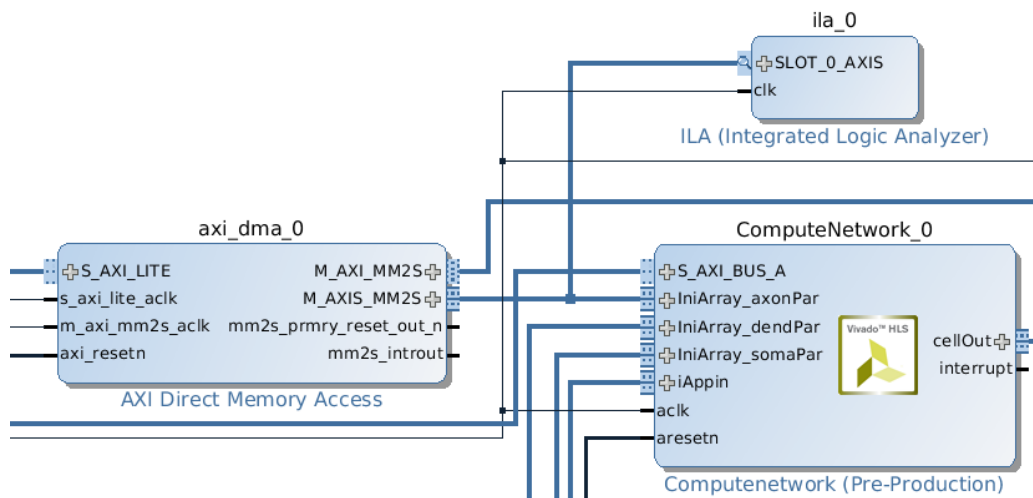 ila_0
SLOT_0_AXIS
clk
ILA (Integrated Logic Analyzer)
axi_dma_0
S_AXI_LITE
s_axi_lite_aclk
m_axi_mm2s_aclk
axi_resetn
M_AXI_MM2S
M_AXIS_MM2S
mm2s_prmry_reset_out_n
mm2s_introut
AXI Direct Memory Access
ComputeNetwork_0
S_AXI_BUS_A
IniArray_axonPar
IniArray_dendPar
IniArray_somaPar
iAppin
aclk
aresetn
Vivado™ HLS
cellOut
interrupt
Computenetwork (Pre-Production)